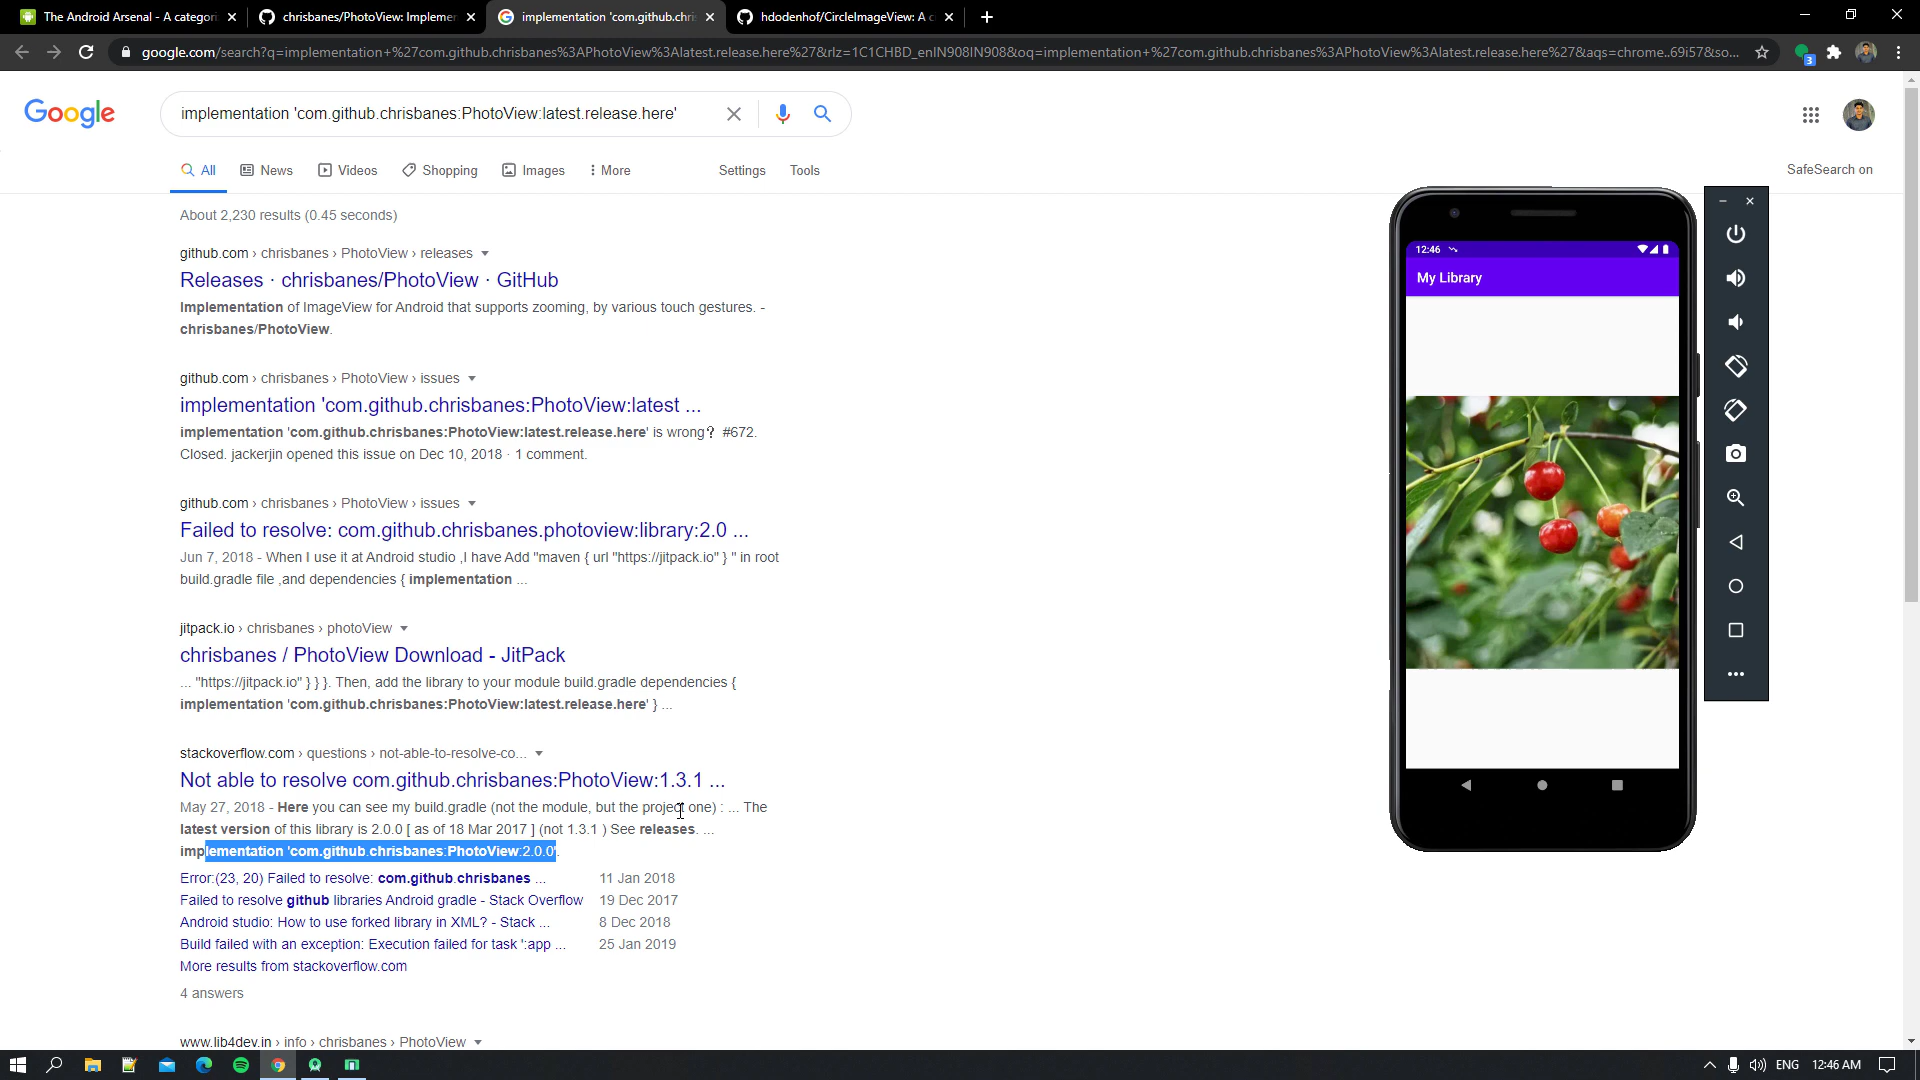 The Android Arsenal - A categori
chrisbanes/PhotoView: Implemen
implementation 'com.github.chris
hdodenhof/CircleImageView: A c
google.com/search?q=implementation+%27com.github.chrisbanes%3APhotoView%3Alatest.release.here%27&rlz=1C1CHBD_enIN908IN908&oq=implementation+%27com.github.chrisbanes%3APhotoView%3Alatest.release.here%27&aqs=chrome..69i57&so...
3
Google
implementation 'com.github.chrisbanes:PhotoView:latest.release.here'
All
News
Videos
Shopping
Images
More
Settings
Tools
SafeSearch on
About 2,230 results (0.45 seconds)
github.com › chrisbanes › PhotoView › releases
Releases · chrisbanes/PhotoView · GitHub
Implementation of ImageView for Android that supports zooming, by various touch gestures. -
chrisbanes/PhotoView.
github.com › chrisbanes › PhotoView › issues
implementation 'com.github.chrisbanes:PhotoView:latest ...
implementation 'com.github.chrisbanes:PhotoView:latest.release.here' is wrong? #672.
Closed. jackerjin opened this issue on Dec 10, 2018 · 1 comment.
github.com › chrisbanes › PhotoView › issues
Failed to resolve: com.github.chrisbanes.photoview:library:2.0 ...
Jun 7, 2018 - When I use it at Android studio ,I have Add "maven { url "https://jitpack.io" } " in root
build.gradle file ,and dependencies { implementation ...
jitpack.io › chrisbanes › photoView
chrisbanes / PhotoView Download - JitPack
... "https://jitpack.io" } } }. Then, add the library to your module build.gradle dependencies {
implementation 'com.github.chrisbanes:PhotoView:latest.release.here' } ...
stackoverflow.com › questions › not-able-to-resolve-co...
Not able to resolve com.github.chrisbanes:PhotoView:1.3.1 ...
May 27, 2018 - Here you can see my build.gradle (not the module, but the project one) : ... The
latest version of this library is 2.0.0 [ as of 18 Mar 2017 ] (not 1.3.1 ) See releases. ...
implementation 'com.github.chrisbanes:PhotoView:2.0.0'.
Error:(23, 20) Failed to resolve: com.github.chrisbanes ...
11 Jan 2018
Failed to resolve github libraries Android gradle - Stack Overflow
19 Dec 2017
Android studio: How to use forked library in XML? - Stack ...
8 Dec 2018
Build failed with an exception: Execution failed for task ':app ...
25 Jan 2019
More results from stackoverflow.com
4 answers
www.lib4dev.in › info › chrisbanes › PhotoView
12:46
My Library
ENG
12:46 AM